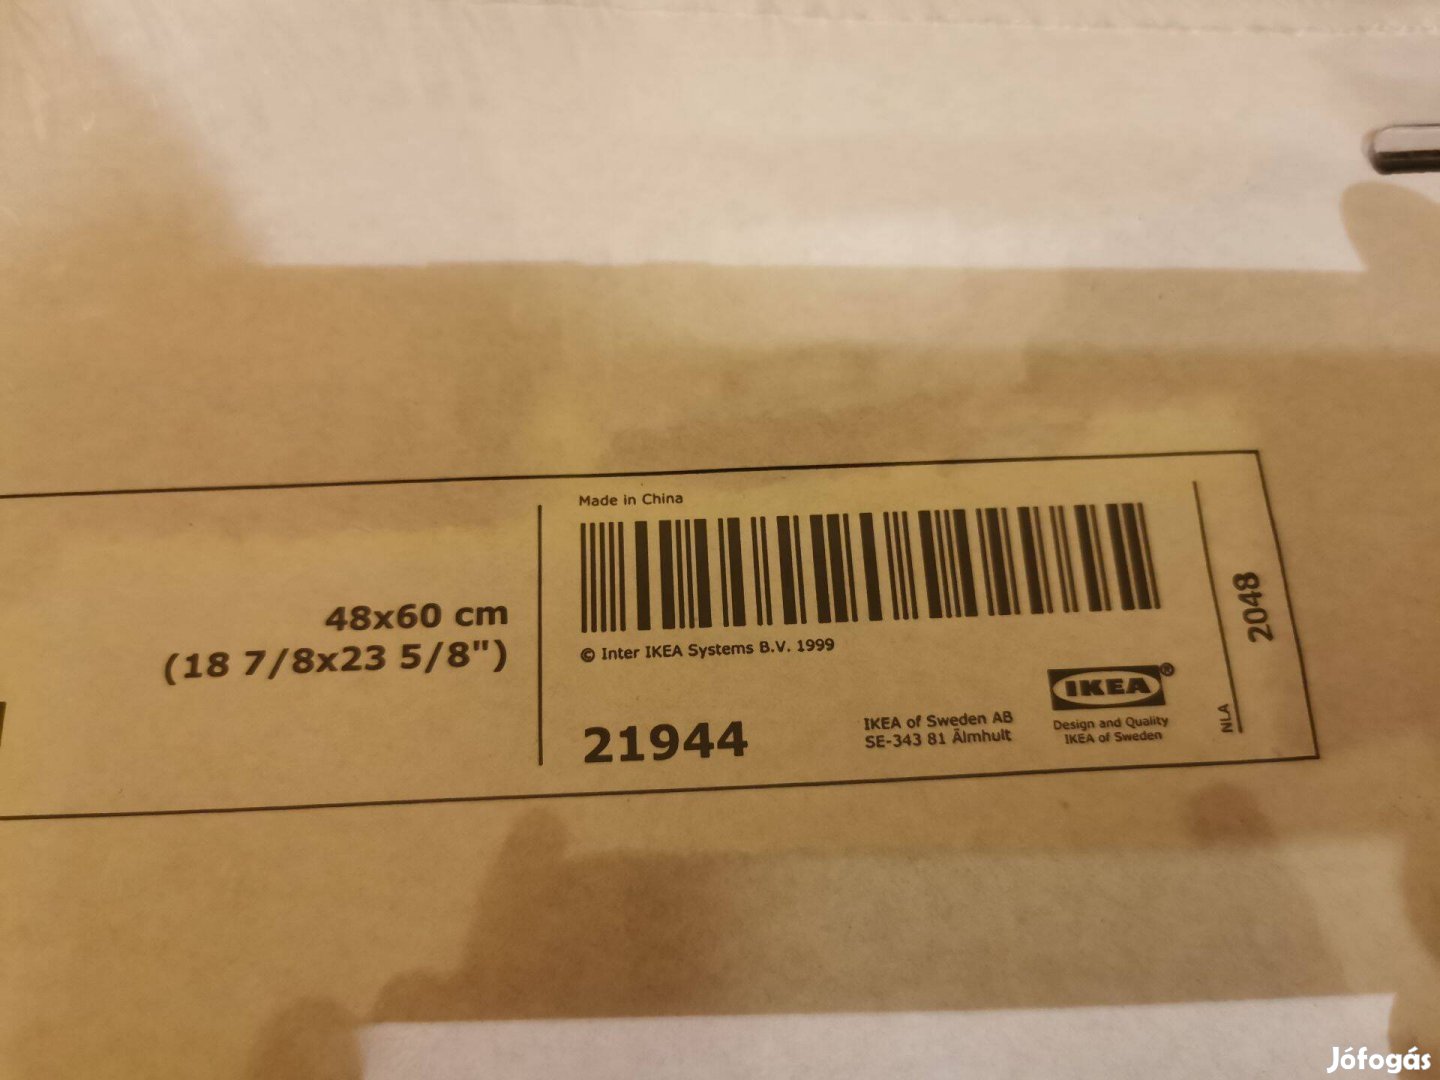 Made in China
48x60 cm
(18 7/8x23 5/8")
© Inter IKEA Systems B.V. 1999
21944
IKEA of Sweden AB
SE-343 81 Älmhult
IKEA®
Design and Quality
IKEA of Sweden
NLA
2048
Jófogás